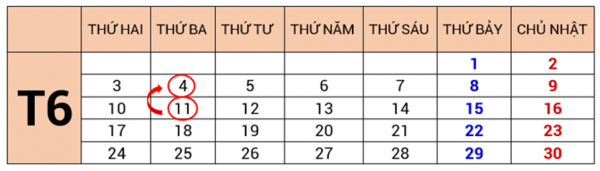 THỨ HAI THỨ BA THỨ TƯ THỨ NĂM THỨ SÁU THỨ BẢY CHỦ NHẬT
T6
1 2
3 4 5 6 7 8 9
10 11 12 13 14 15 16
17 18 19 20 21 22 23
24 25 26 27 28 29 30